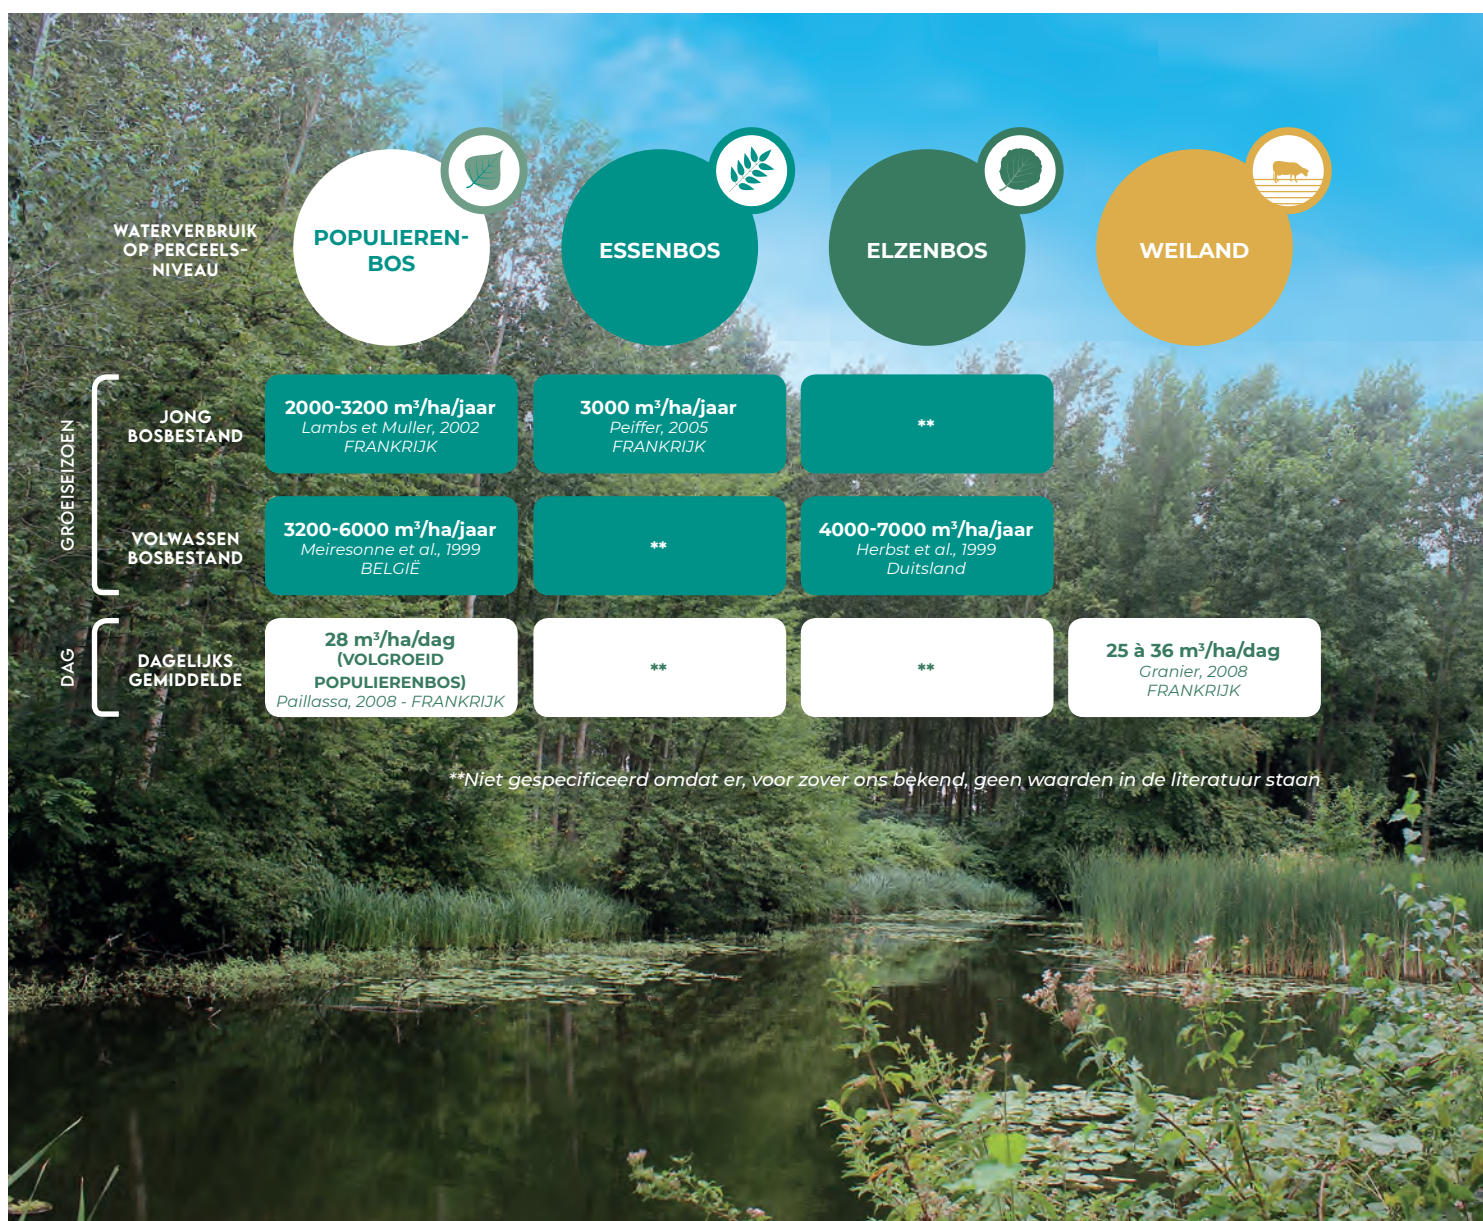 WATERVERBRUIK
OP PERCEELS-
NIVEAU
POPULIEREN-
BOS
ESSENBOS
ELZENBOS
WEILAND
GROEISEIZOEN
JONG
BOSBESTAND
2000-3200 m³/ha/jaar
Lambs et Muller, 2002
FRANKRIJK
3000 m³/ha/jaar
Peiffer, 2005
FRANKRIJK
**
VOLWASSEN
BOSBESTAND
3200-6000 m³/ha/jaar
Meiresonne et al., 1999
BELGIË
**
4000-7000 m³/ha/jaar
Herbst et al., 1999
Duitsland
DAG
DAGELIJKS
GEMIDDELDE
28 m³/ha/dag
(VOLGROEID
POPULIERENBOS)
Paillassa, 2008 - FRANKRIJK
**
**
25 à 36 m³/ha/dag
Granier, 2008
FRANKRIJK
**Niet gespecificeerd omdat er, voor zover ons bekend, geen waarden in de literatuur staan